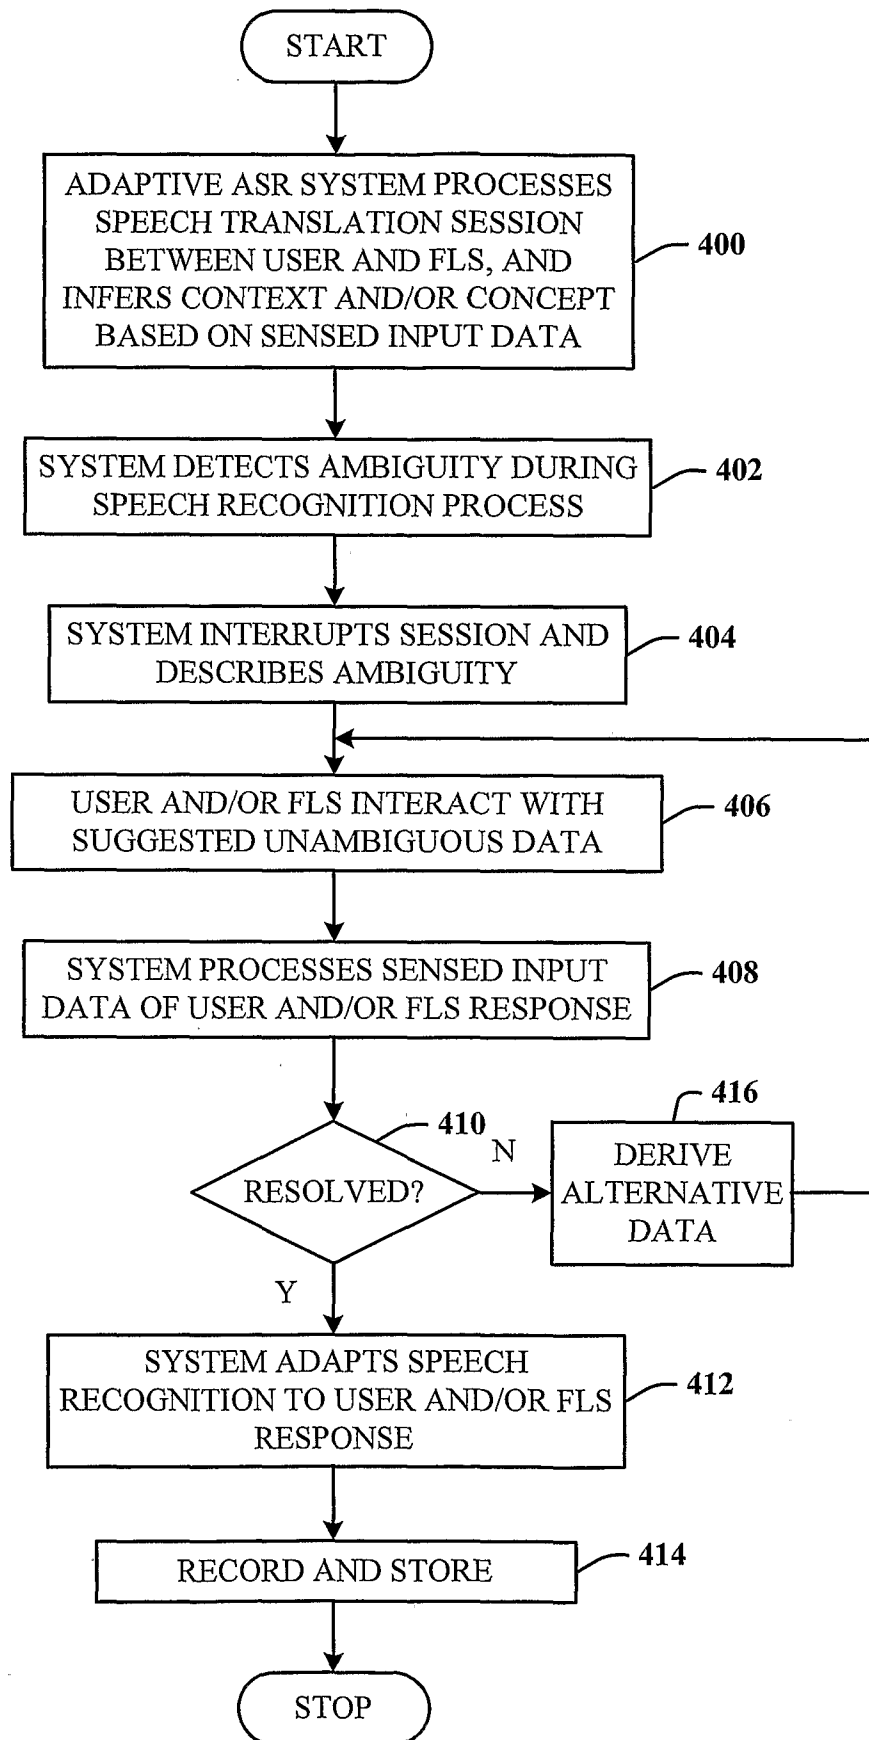 START
ADAPTIVE ASR SYSTEM PROCESSES
SPEECH TRANSLATION SESSION
BETWEEN USER AND FLS, AND
INFERS CONTEXT AND/OR CONCEPT
BASED ON SENSED INPUT DATA
400
SYSTEM DETECTS AMBIGUITY DURING
SPEECH RECOGNITION PROCESS
402
SYSTEM INTERRUPTS SESSION AND
DESCRIBES AMBIGUITY
404
USER AND/OR FLS INTERACT WITH
SUGGESTED UNAMBIGUOUS DATA
406
SYSTEM PROCESSES SENSED INPUT
DATA OF USER AND/OR FLS RESPONSE
408
RESOLVED?
410
N
DERIVE
ALTERNATIVE
DATA
416
Y
SYSTEM ADAPTS SPEECH
RECOGNITION TO USER AND/OR FLS
RESPONSE
412
RECORD AND STORE
414
STOP